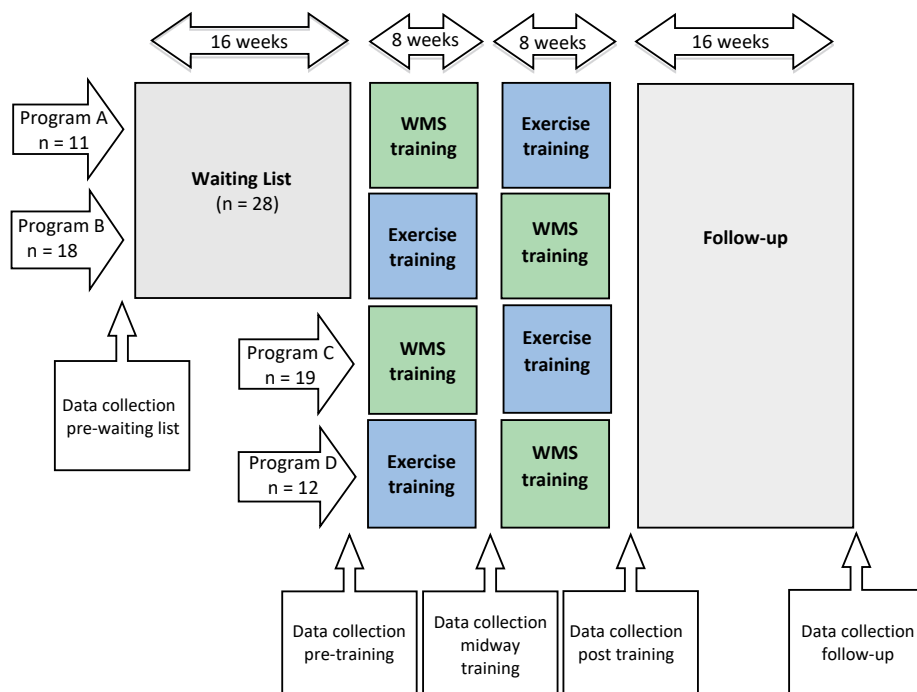 16 weeks
8 weeks
8 weeks
16 weeks
Program A
n = 11
Program B
n = 18
Waiting List
(n = 28)
WMS
training
Exercise
training
Exercise
training
WMS
training
Follow-up
Program C
n = 19
WMS
training
Exercise
training
Program D
n = 12
Exercise
training
WMS
training
Data collection
pre-waiting list
Data collection
pre-training
Data collection
midway
training
Data collection
post training
Data collection
follow-up